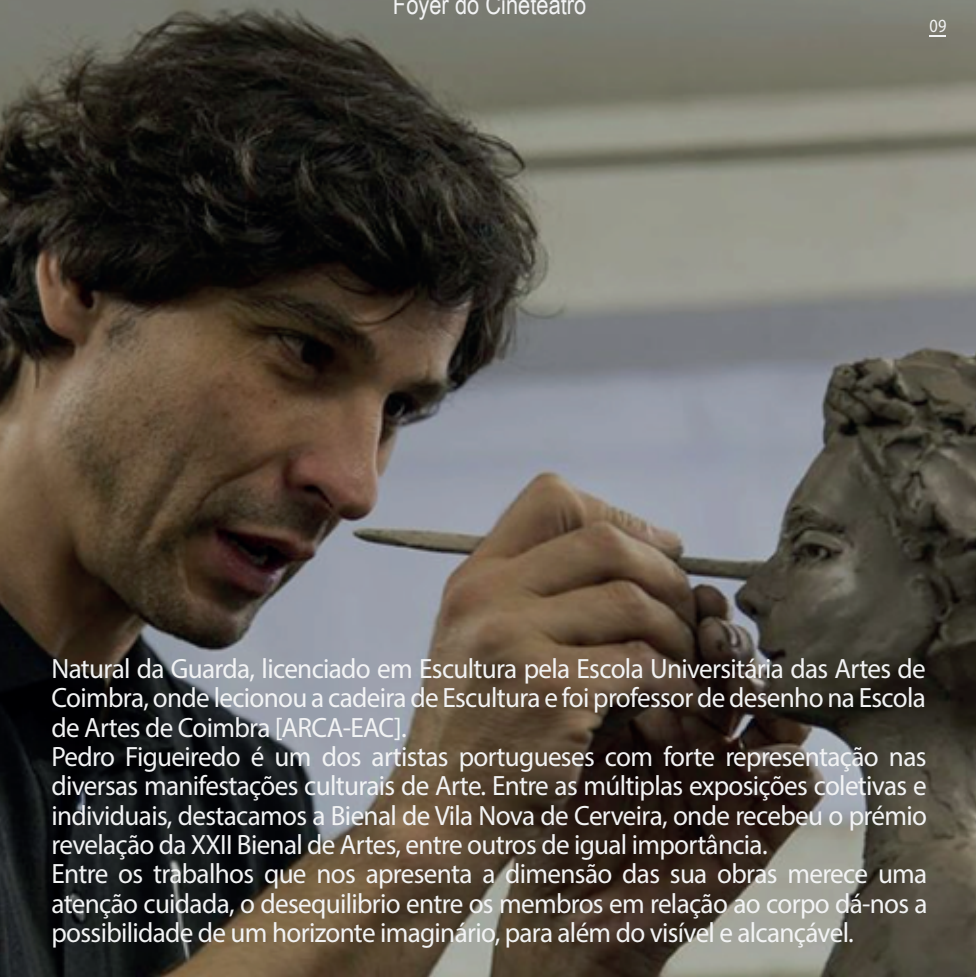 Foyer do Cineteatro
09
Natural da Guarda, licenciado em Escultura pela Escola Universitária das Artes de
Coimbra, onde lecionou a cadeira de Escultura e foi professor de desenho na Escola
de Artes de Coimbra [ARCA-EAC].
Pedro Figueiredo é um dos artistas portugueses com forte representação nas
diversas manifestações culturais de Arte. Entre as múltiplas exposições coletivas e
individuais, destacamos a Bienal de Vila Nova de Cerveira, onde recebeu o prémio
revelação da XXII Bienal de Artes, entre outros de igual importância.
Entre os trabalhos que nos apresenta a dimensão das sua obras merece uma
atenção cuidada, o desequilibrio entre os membros em relação ao corpo dá-nos a
possibilidade de um horizonte imaginário, para além do visível e alcançável.